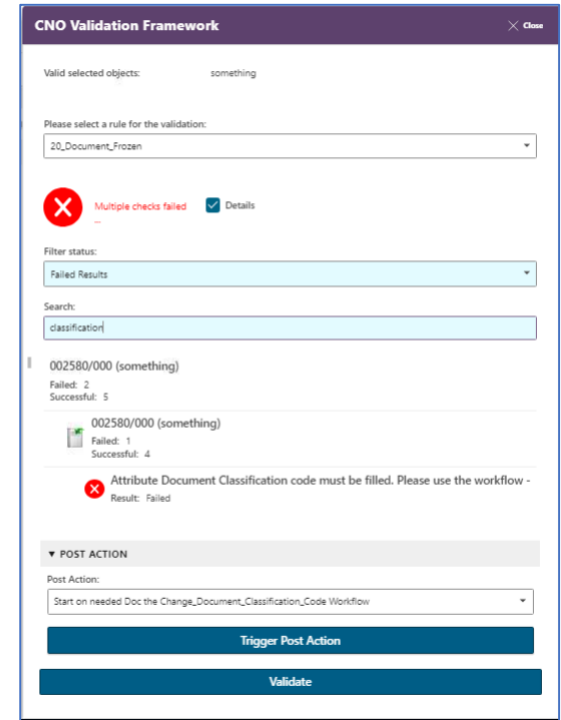 CNO Validation Framework
Close
Valid selected objects: something
Please select a rule for the validation:
20_Document_Frozen
Multiple checks failed
...
Details
Filter status:
Failed Results
Search:
classification
002580/000 (something)
Failed: 2
Successful: 5
002580/000 (something)
Failed: 1
Successful: 4
Attribute Document Classification code must be filled. Please use the workflow -
Result: Failed
POST ACTION
Post Action:
Start on needed Doc the Change_Document_Classification_Code Workflow
Trigger Post Action
Validate